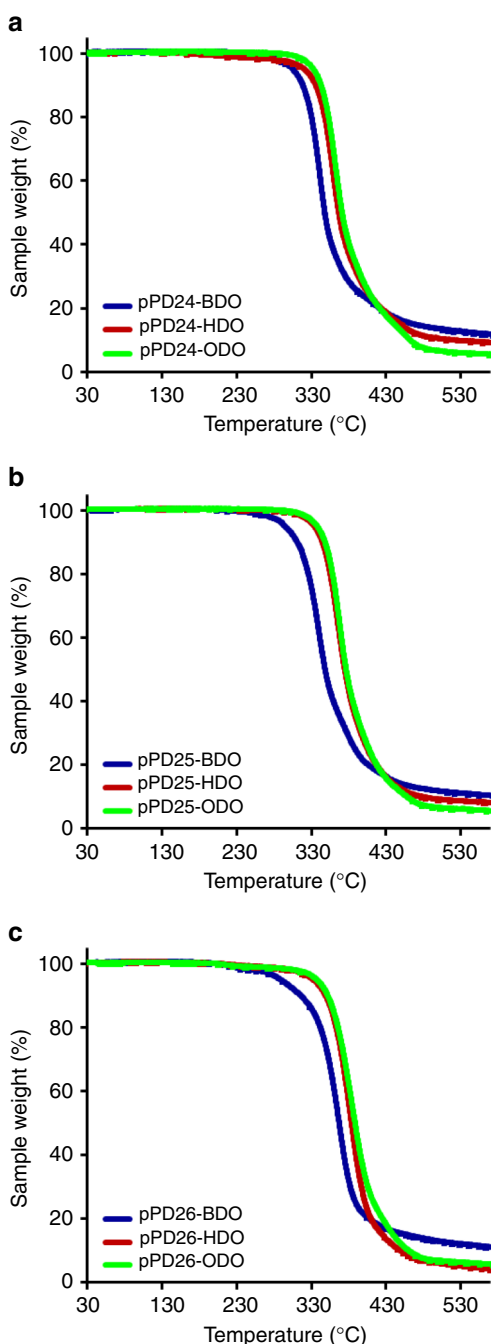 a
100
80
60
40
20
0
Sample weight (%)
pPD24-BDO
pPD24-HDO
pPD24-ODO
30 130 230 330 430 530
Temperature (°C)
b
100
80
60
40
20
0
Sample weight (%)
pPD25-BDO
pPD25-HDO
pPD25-ODO
30 130 230 330 430 530
Temperature (°C)
c
100
80
60
40
20
0
Sample weight (%)
pPD26-BDO
pPD26-HDO
pPD26-ODO
30 130 230 330 430 530
Temperature (°C)